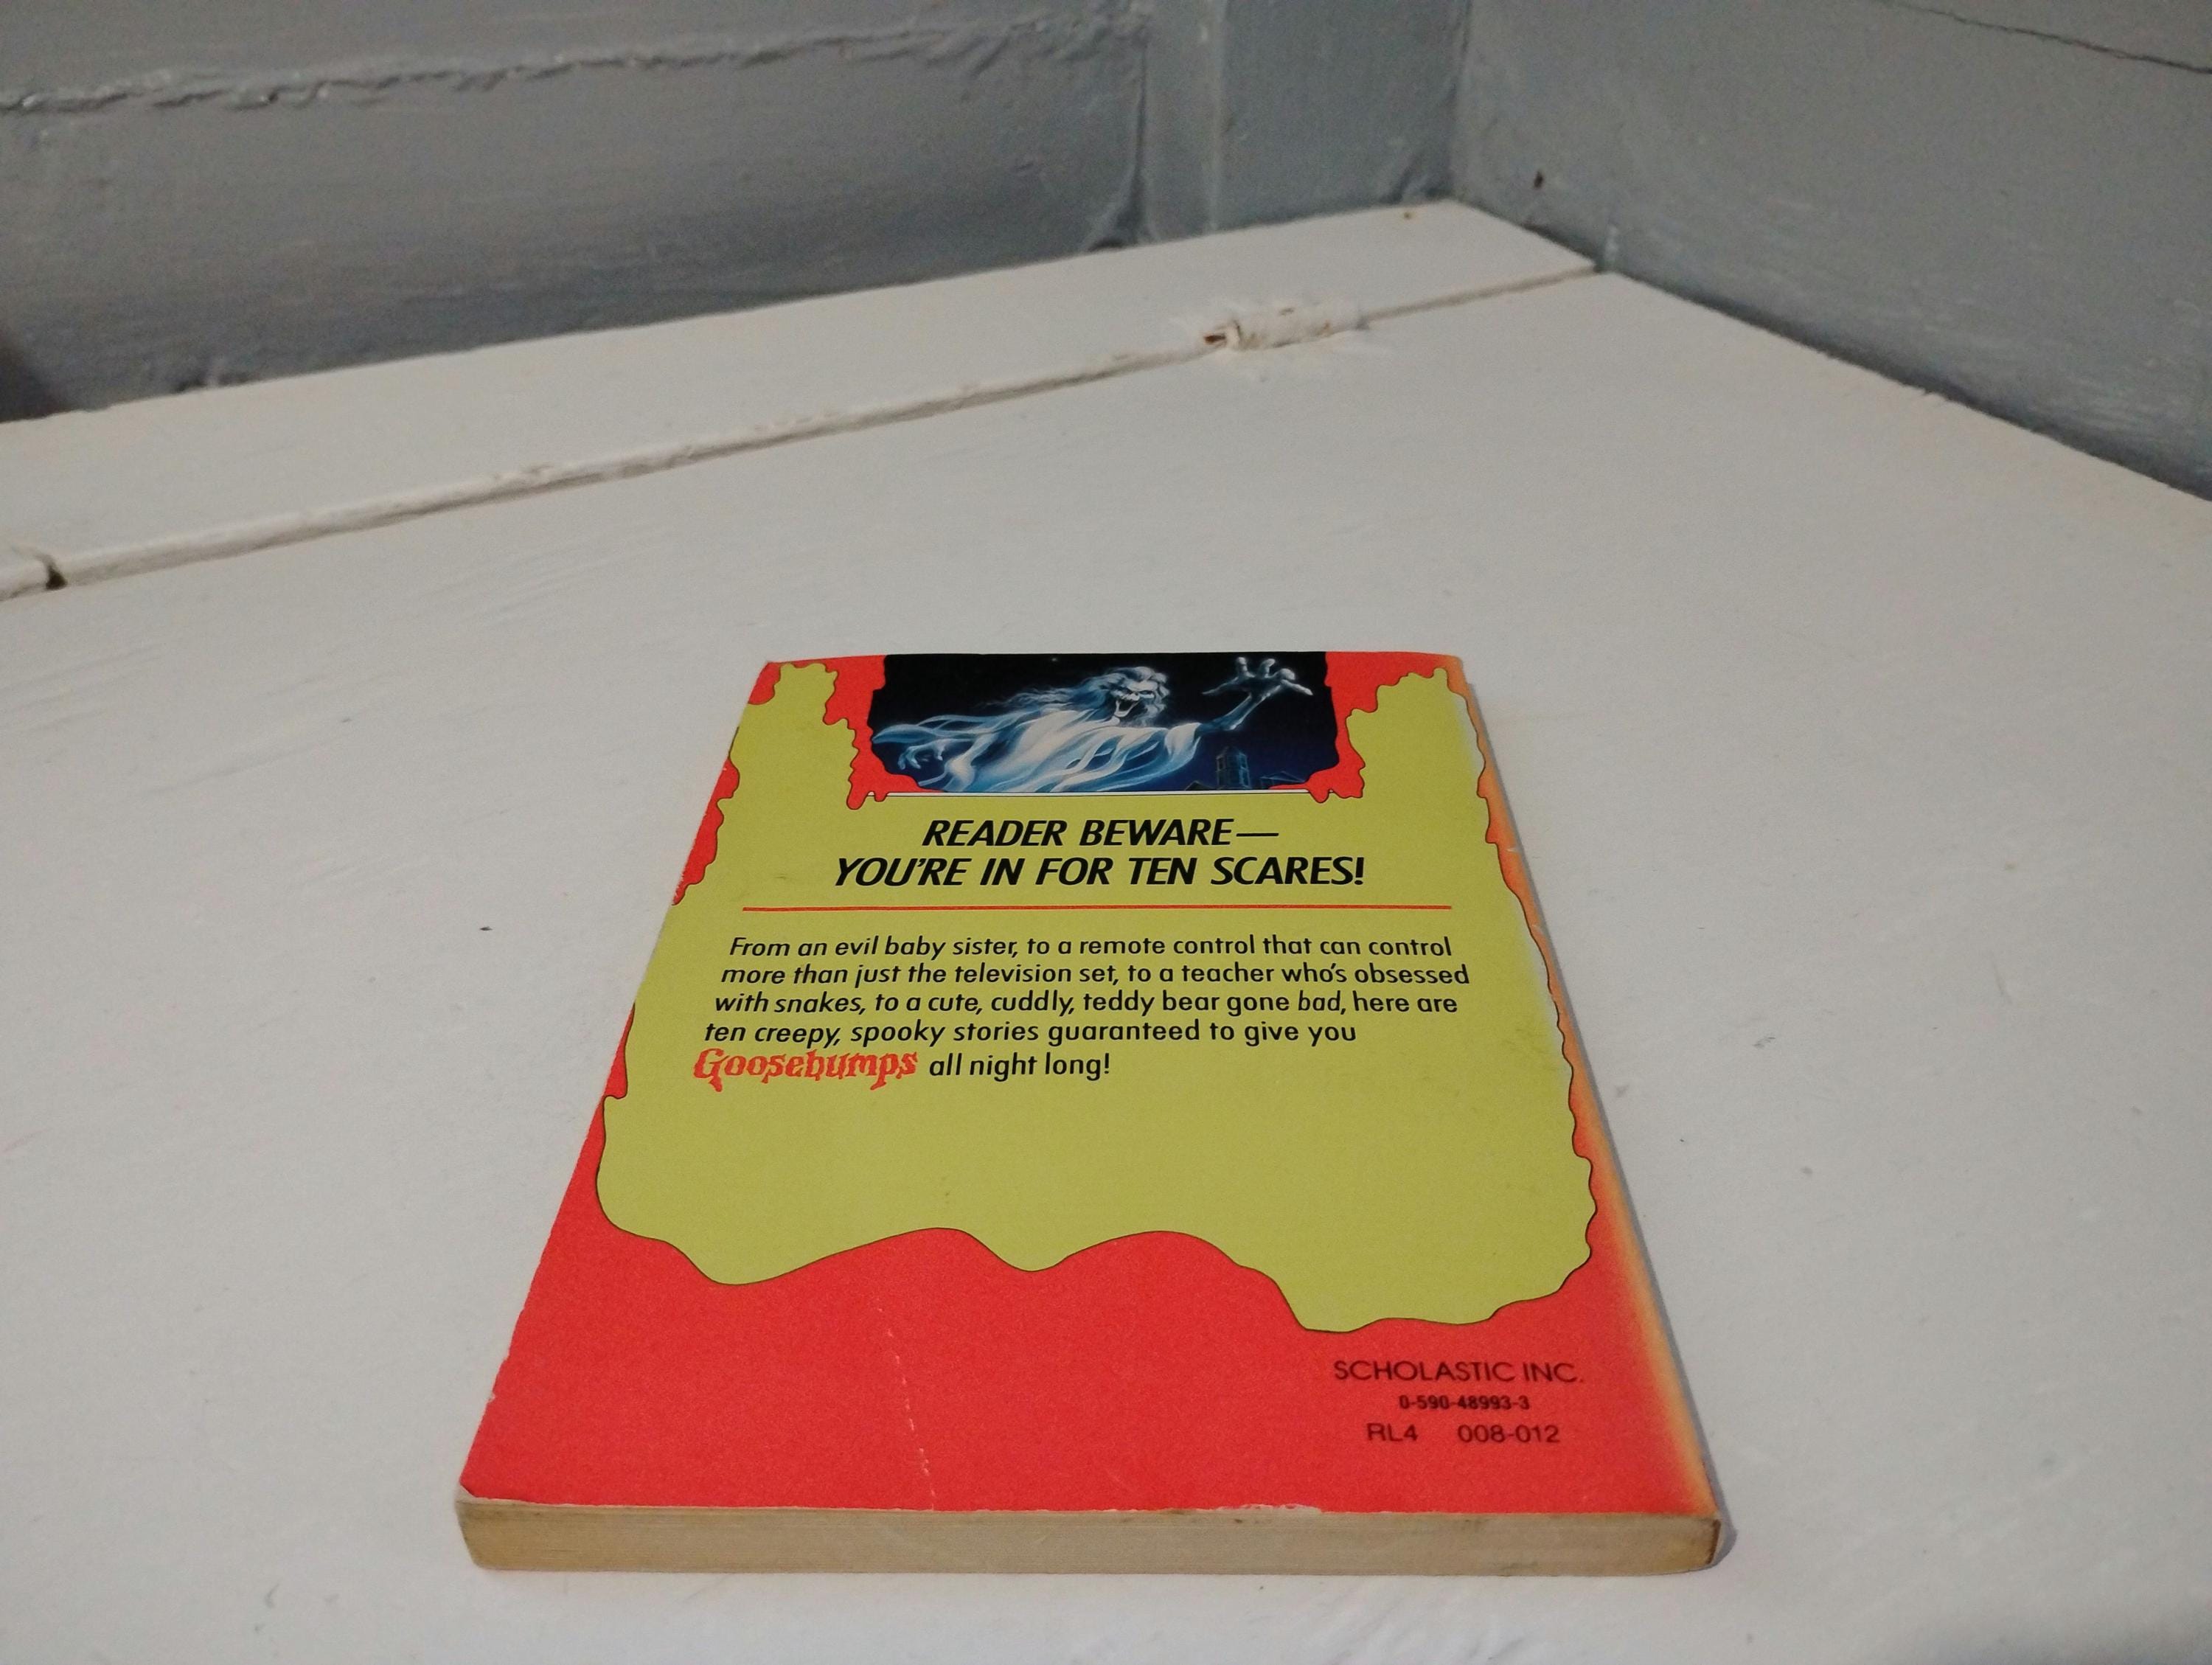 READER BEWARE—
YOU'RE IN FOR TEN SCARES!
From an evil baby sister, to a remote control that can control
more than just the television set, to a teacher who's obsessed
with snakes, to a cute, cuddly, teddy bear gone bad, here are
ten creepy, spooky stories guaranteed to give you
Goosebumps all night long!
SCHOLASTIC INC.
0-590-48993-3
RL4 008-012